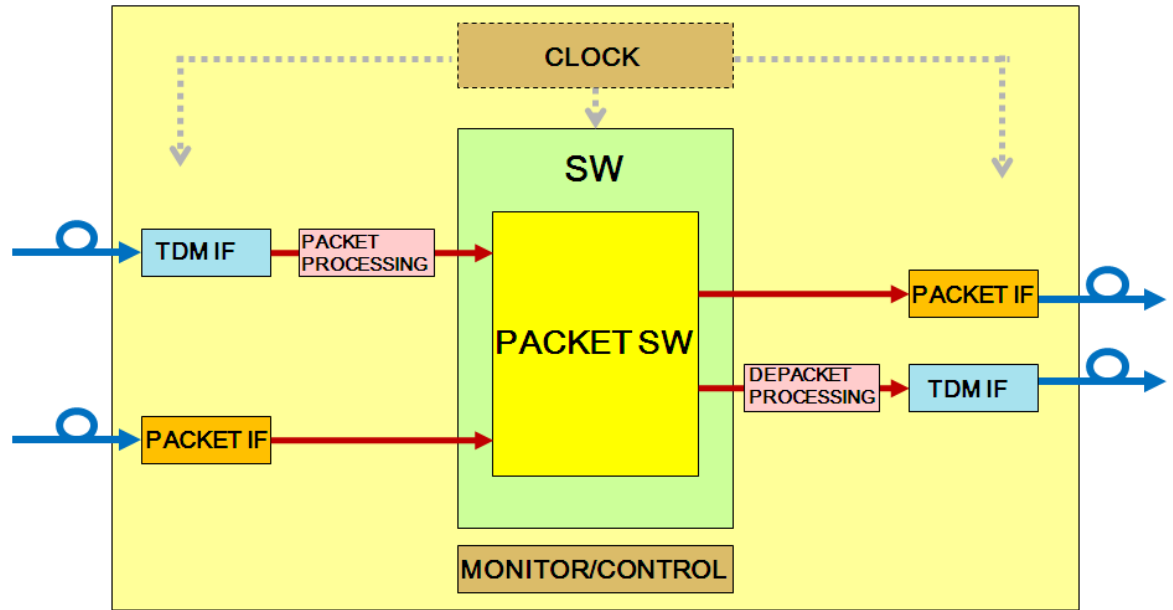 CLOCK
SW
TDM IF
PACKET
PROCESSING
PACKET IF
PACKET SW
DEPACKET
PROCESSING
TDM IF
PACKET IF
MONITOR/CONTROL